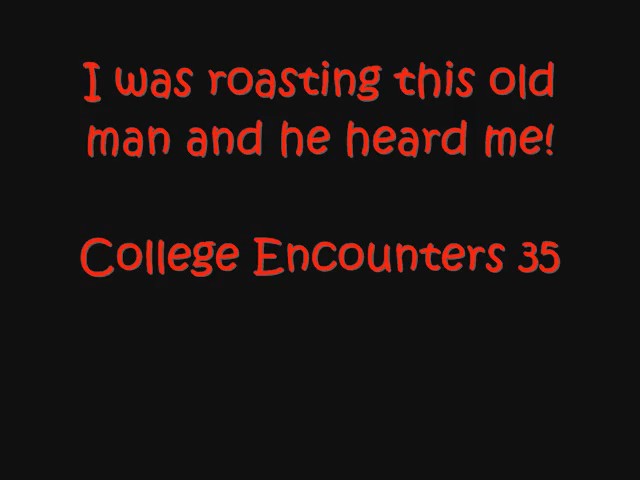 I was roasting this old
man and he heard me!
College Encounters 35